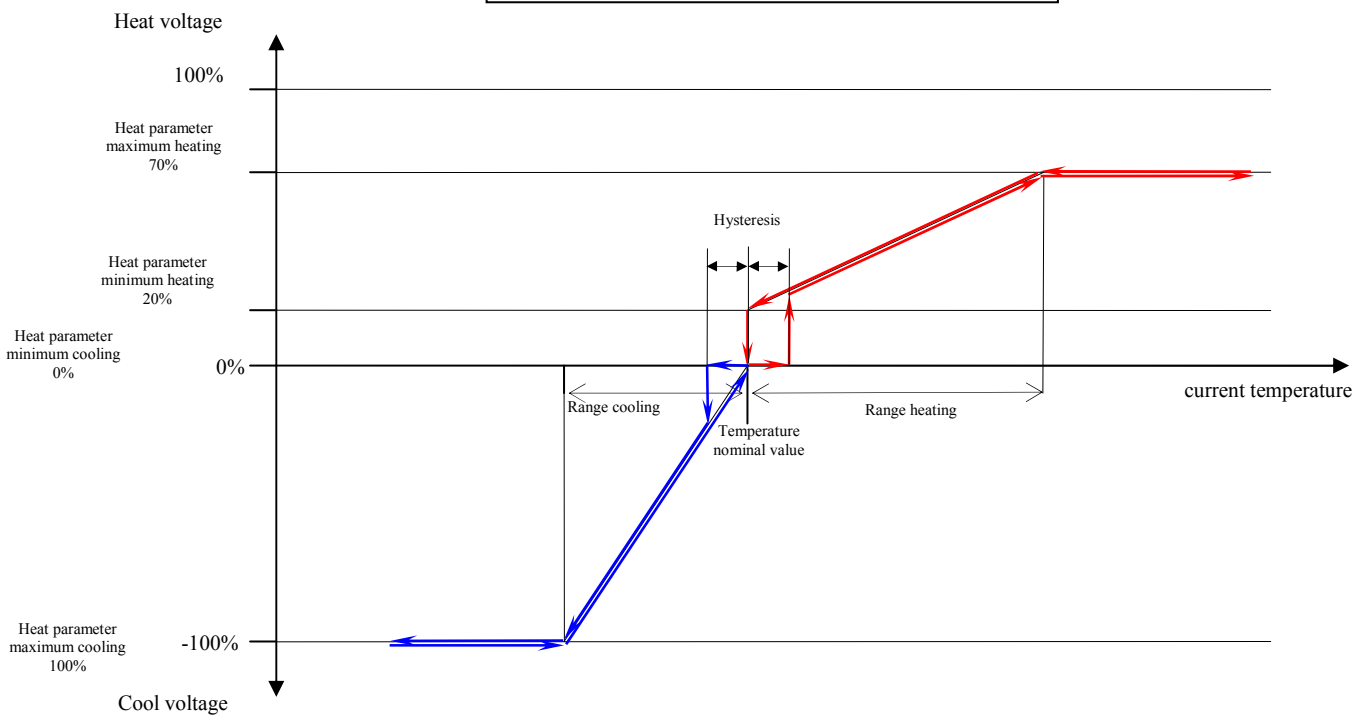 Heat voltage
100%
Heat parameter
maximum heating
70%
Hysteresis
Heat parameter
minimum heating
20%
Heat parameter
minimum cooling
0%
0%
current temperature
Range cooling
Range heating
Temperature
nominal value
Heat parameter
maximum cooling
100%
-100%
Cool voltage